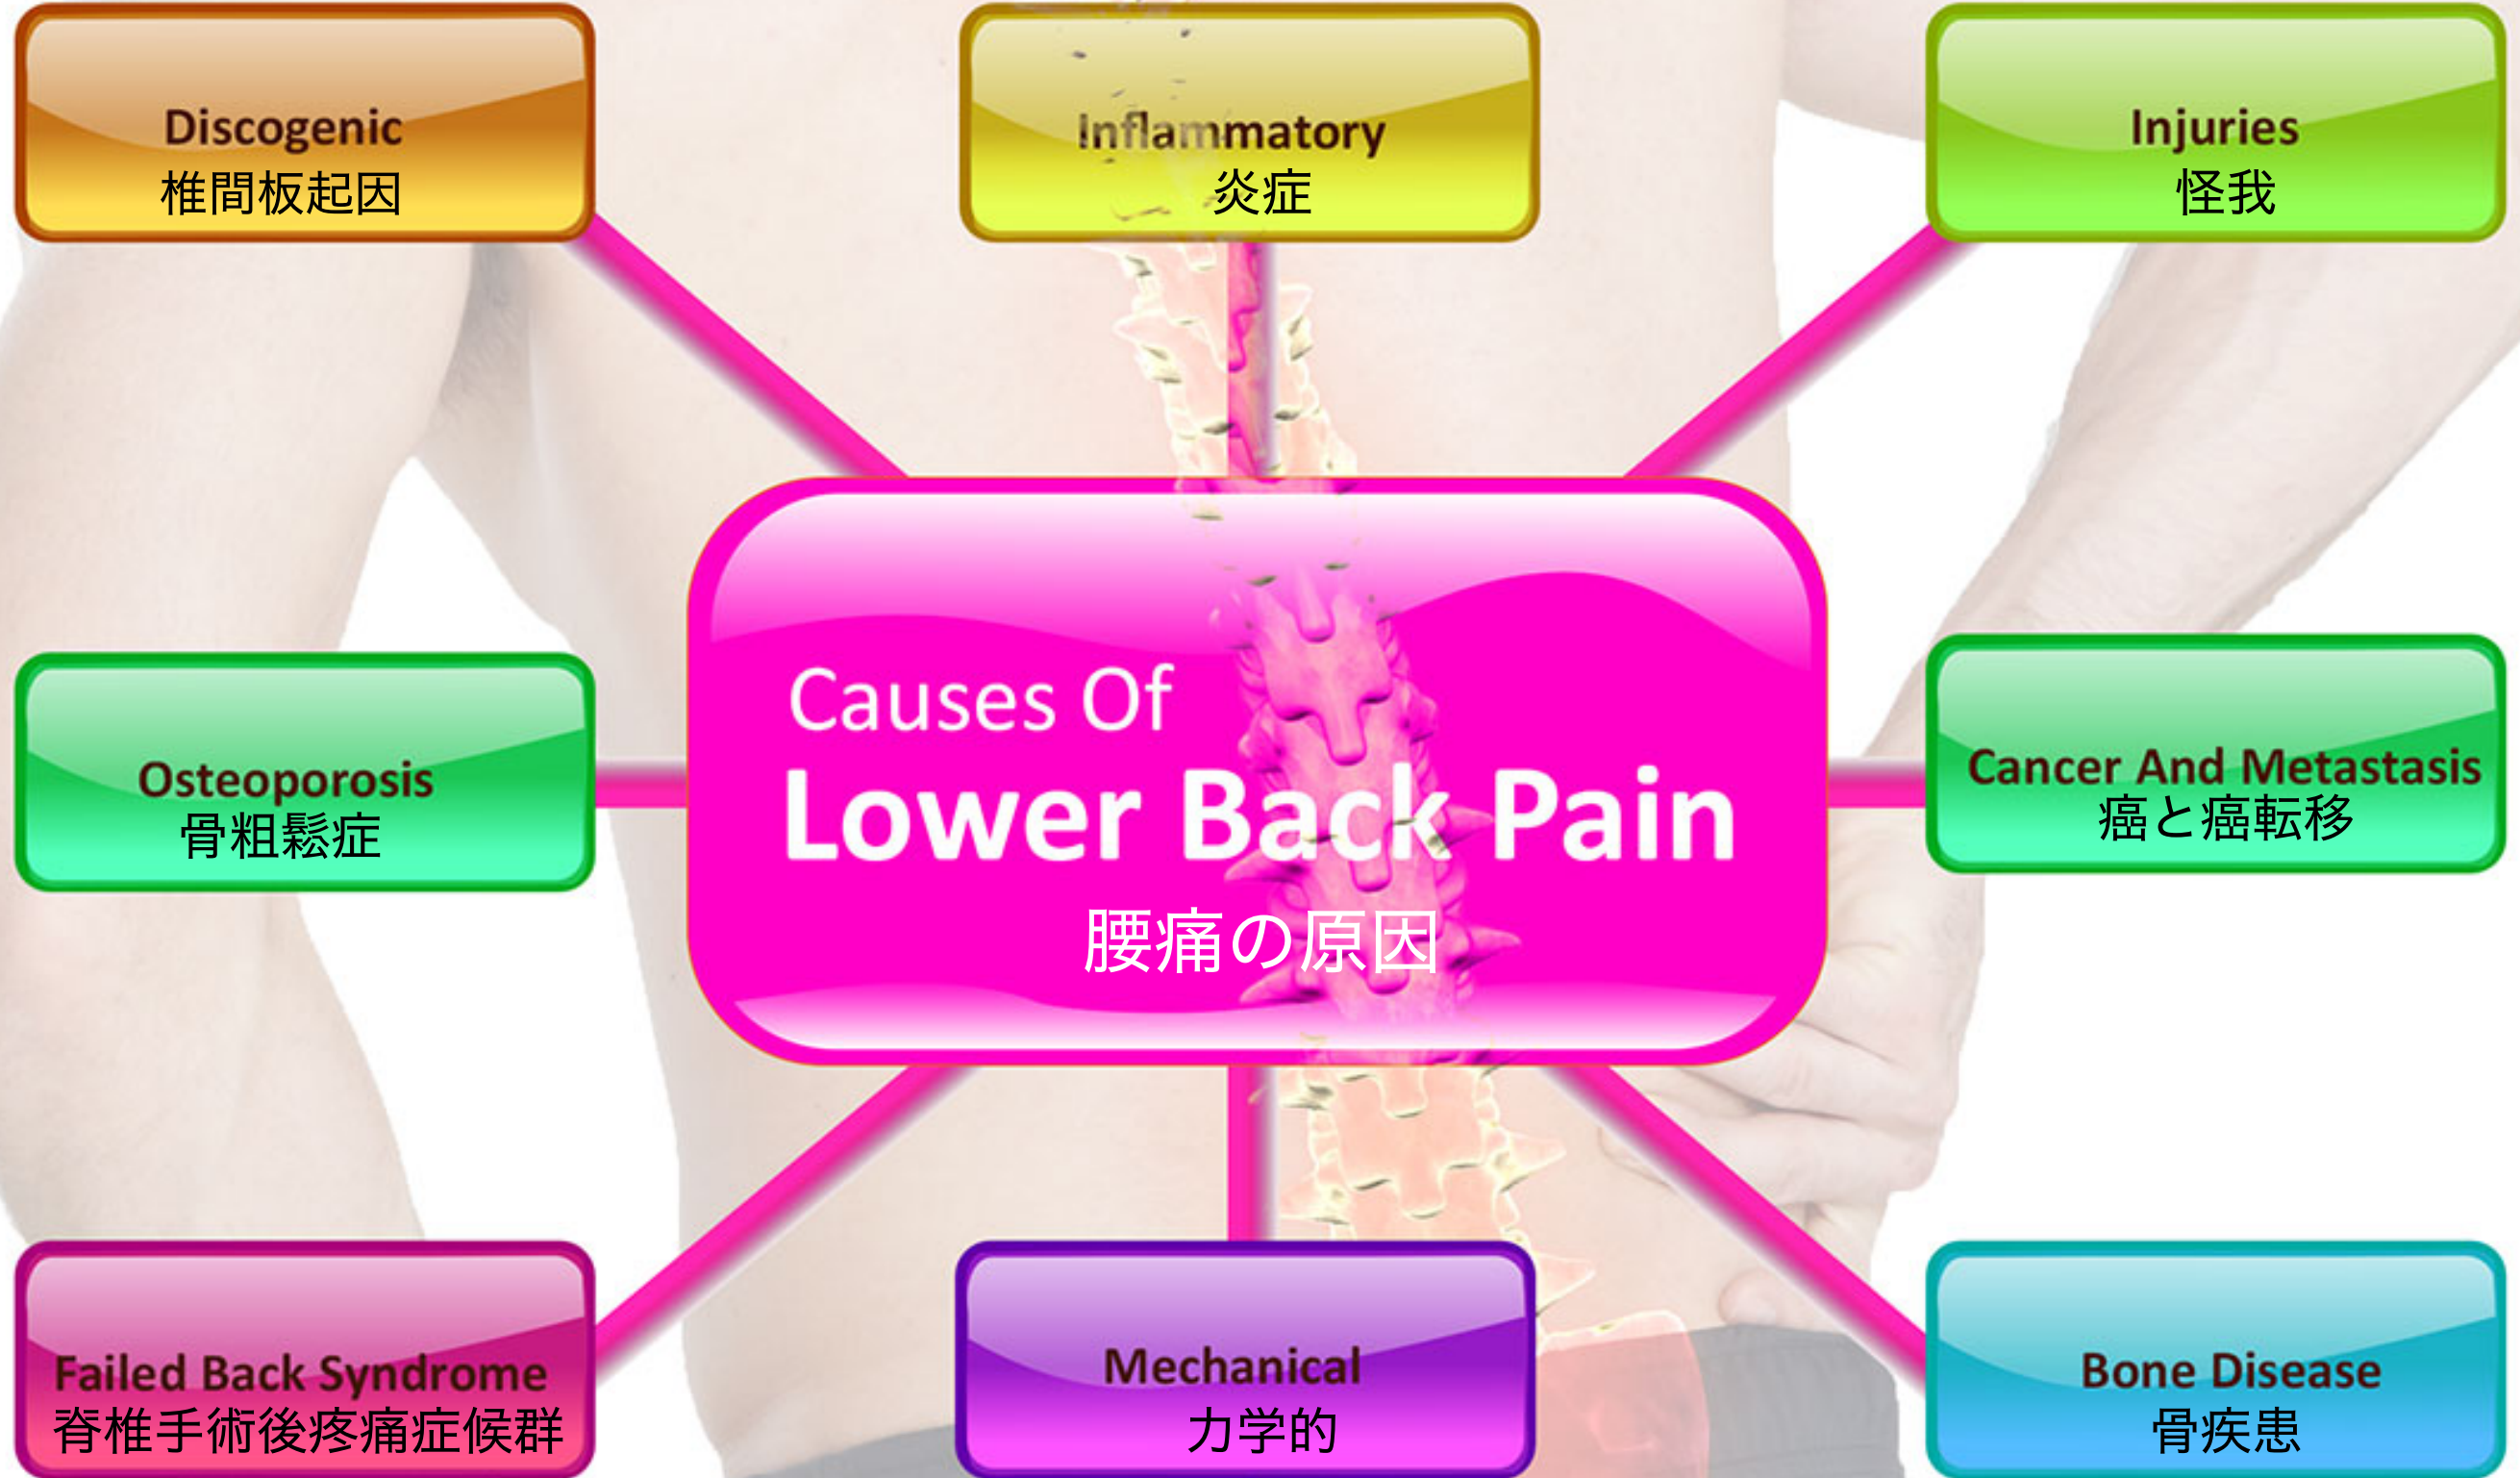 Discogenic
椎間板起因
Inflammatory
炎症
Injuries
怪我
Causes Of
Lower Back Pain
腰痛の原因
Osteoporosis
骨粗鬆症
Cancer And Metastasis
癌と癌転移
Failed Back Syndrome
脊椎手術後疼痛症候群
Mechanical
力学的
Bone Disease
骨疾患